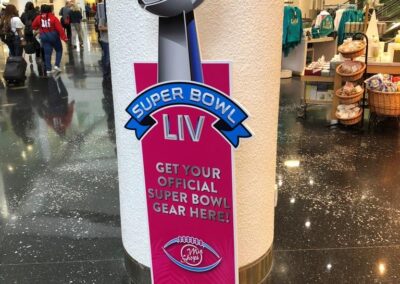 SUPER BOWL
LIV
GET YOUR
OFFICIAL
SUPER BOWL
GEAR HERE!